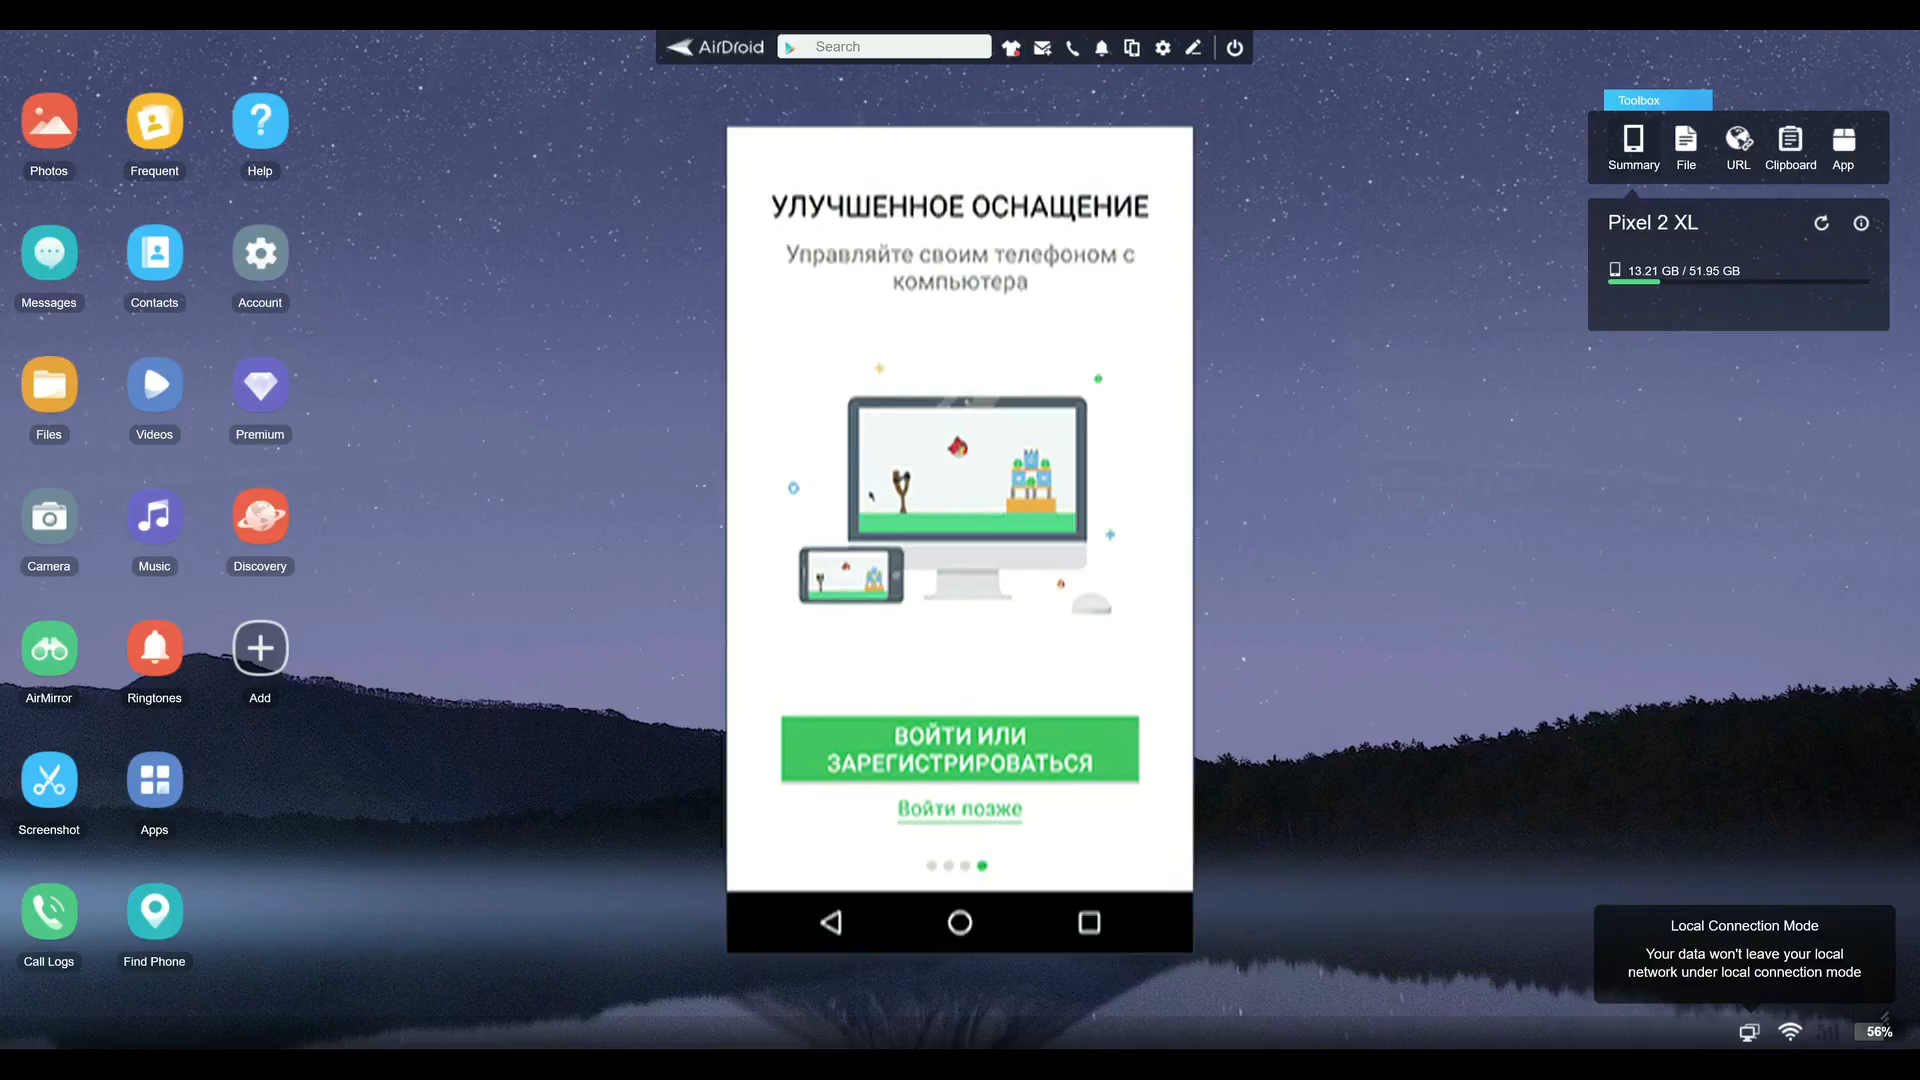 AirDroid
Search
Photos
Frequent
Help
Messages
Contacts
Account
Files
Videos
Premium
Camera
Music
Discovery
AirMirror
Ringtones
Add
Screenshot
Apps
Call Logs
Find Phone
УЛУЧШЕННОЕ ОСНАЩЕНИЕ
Управляйте своим телефоном с
компьютера
ВОЙТИ ИЛИ
ЗАРЕГИСТРИРОВАТЬСЯ
Войти позже
Toolbox
Summary
File
URL
Clipboard
App
Pixel 2 XL
13.21 GB / 51.95 GB
Local Connection Mode
Your data won't leave your local
network under local connection mode
56%